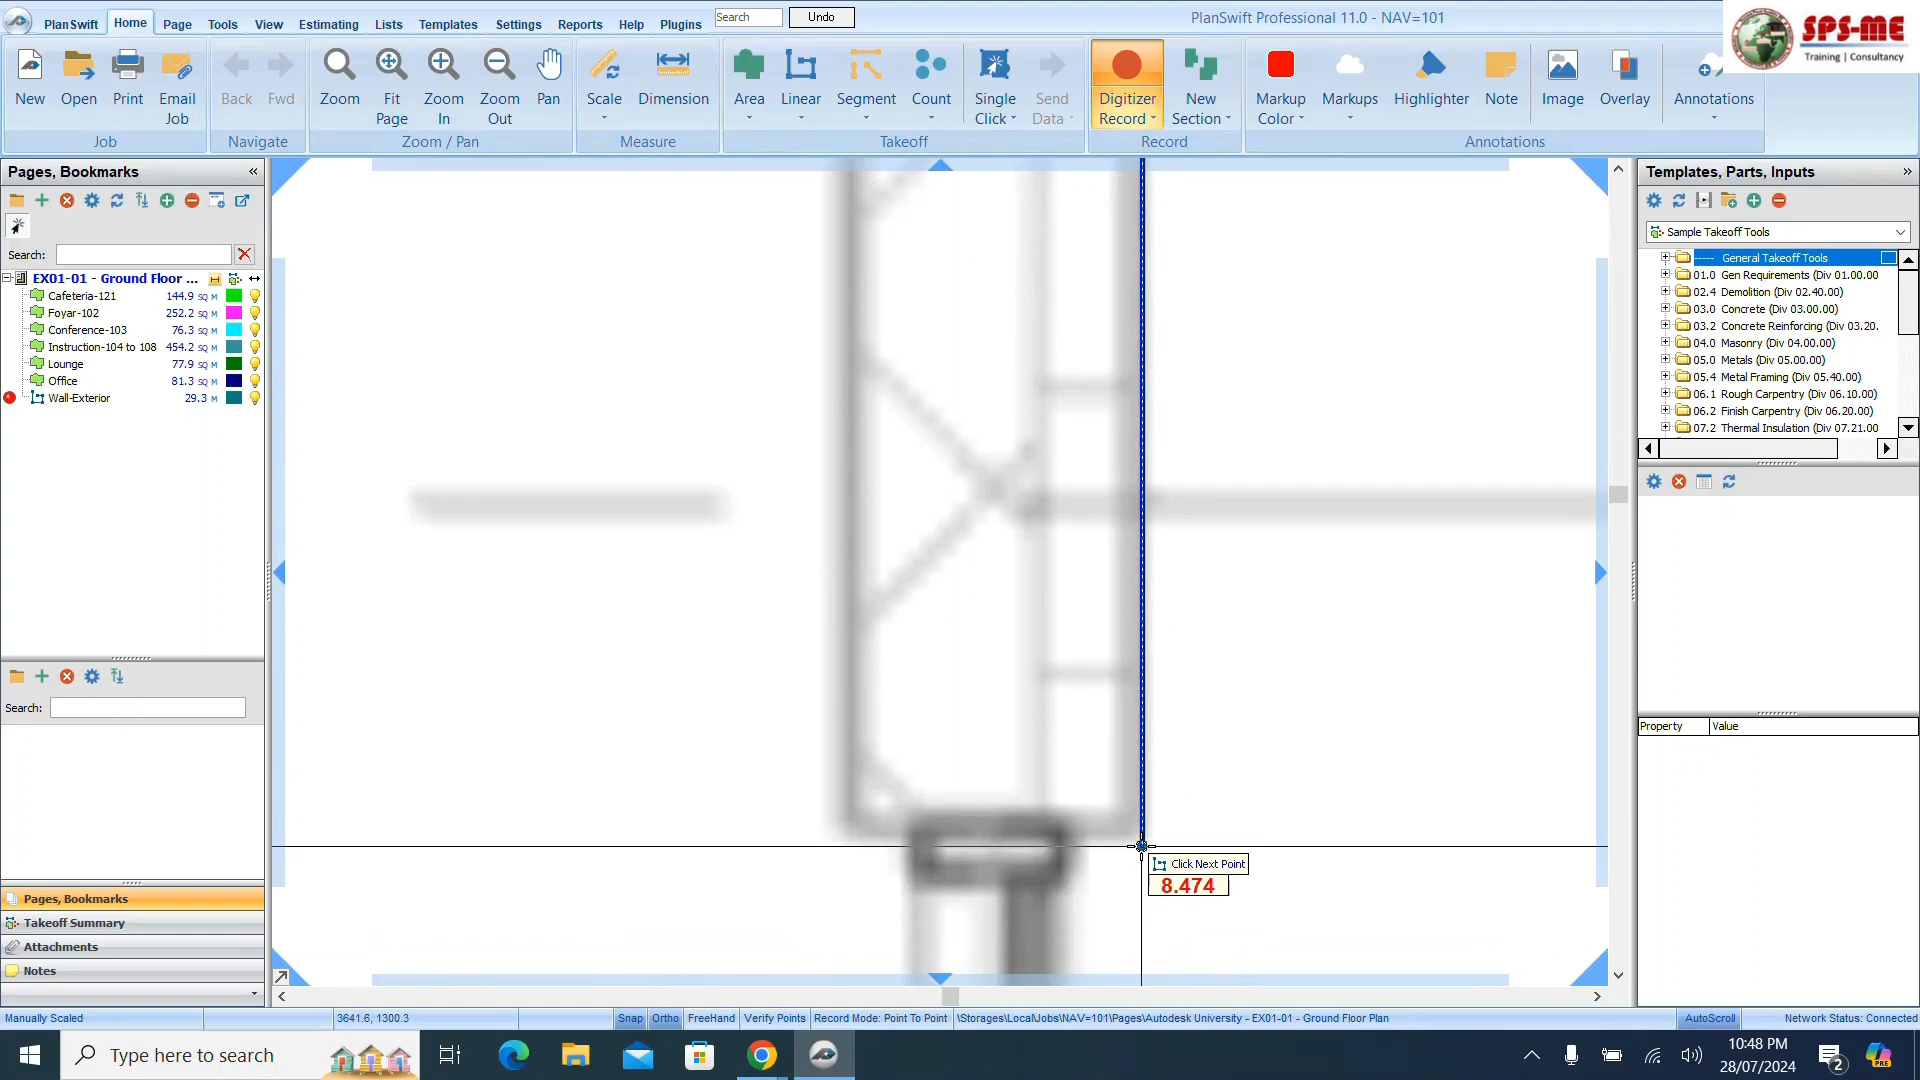 PlanSwift Home Page Tools View Estimating Lists Templates Settings Reports Help Plugins Search Undo PlanSwift Professional 11.0 - NAV=101
SPS-ME
Training | Consultancy
New Open Print Email Job Back Fwd Zoom Fit Page Zoom In Zoom Out Pan Scale Dimension Area Linear Segment Count Single Click Send Data Digitizer Record New Section Markup Color Markups Highlighter Note Image Overlay Annotations
Job Navigate Zoom / Pan Measure Takeoff Record Annotations
Pages, Bookmarks
Search:
EX01-01 - Ground Floor ...
Cafeteria-121 144.9 SQ M
Foyar-102 252.2 SQ M
Conference-103 76.3 SQ M
Instruction-104 to 108 454.2 SQ M
Lounge 77.9 SQ M
Office 81.3 SQ M
Wall-Exterior 29.3 M
Search:
Pages, Bookmarks
Takeoff Summary
Attachments
Notes
Click Next Point
8.474
Templates, Parts, Inputs
Sample Takeoff Tools
------ General Takeoff Tools
01.0 Gen Requirements (Div 01.00.00
02.4 Demolition (Div 02.40.00)
03.0 Concrete (Div 03.00.00)
03.2 Concrete Reinforcing (Div 03.20.
04.0 Masonry (Div 04.00.00)
05.0 Metals (Div 05.00.00)
05.4 Metal Framing (Div 05.40.00)
06.1 Rough Carpentry (Div 06.10.00)
06.2 Finish Carpentry (Div 06.20.00)
07.2 Thermal Insulation (Div 07.21.00
Property Value
Manually Scaled 3641.6, 1300.3 Snap Ortho FreeHand Verify Points Record Mode: Point To Point \Storages\Local\Jobs\NAV=101\Pages\Autodesk University - EX01-01 - Ground Floor Plan AutoScroll Network Status: Connected
Type here to search
10:48 PM
28/07/2024
2
PRE